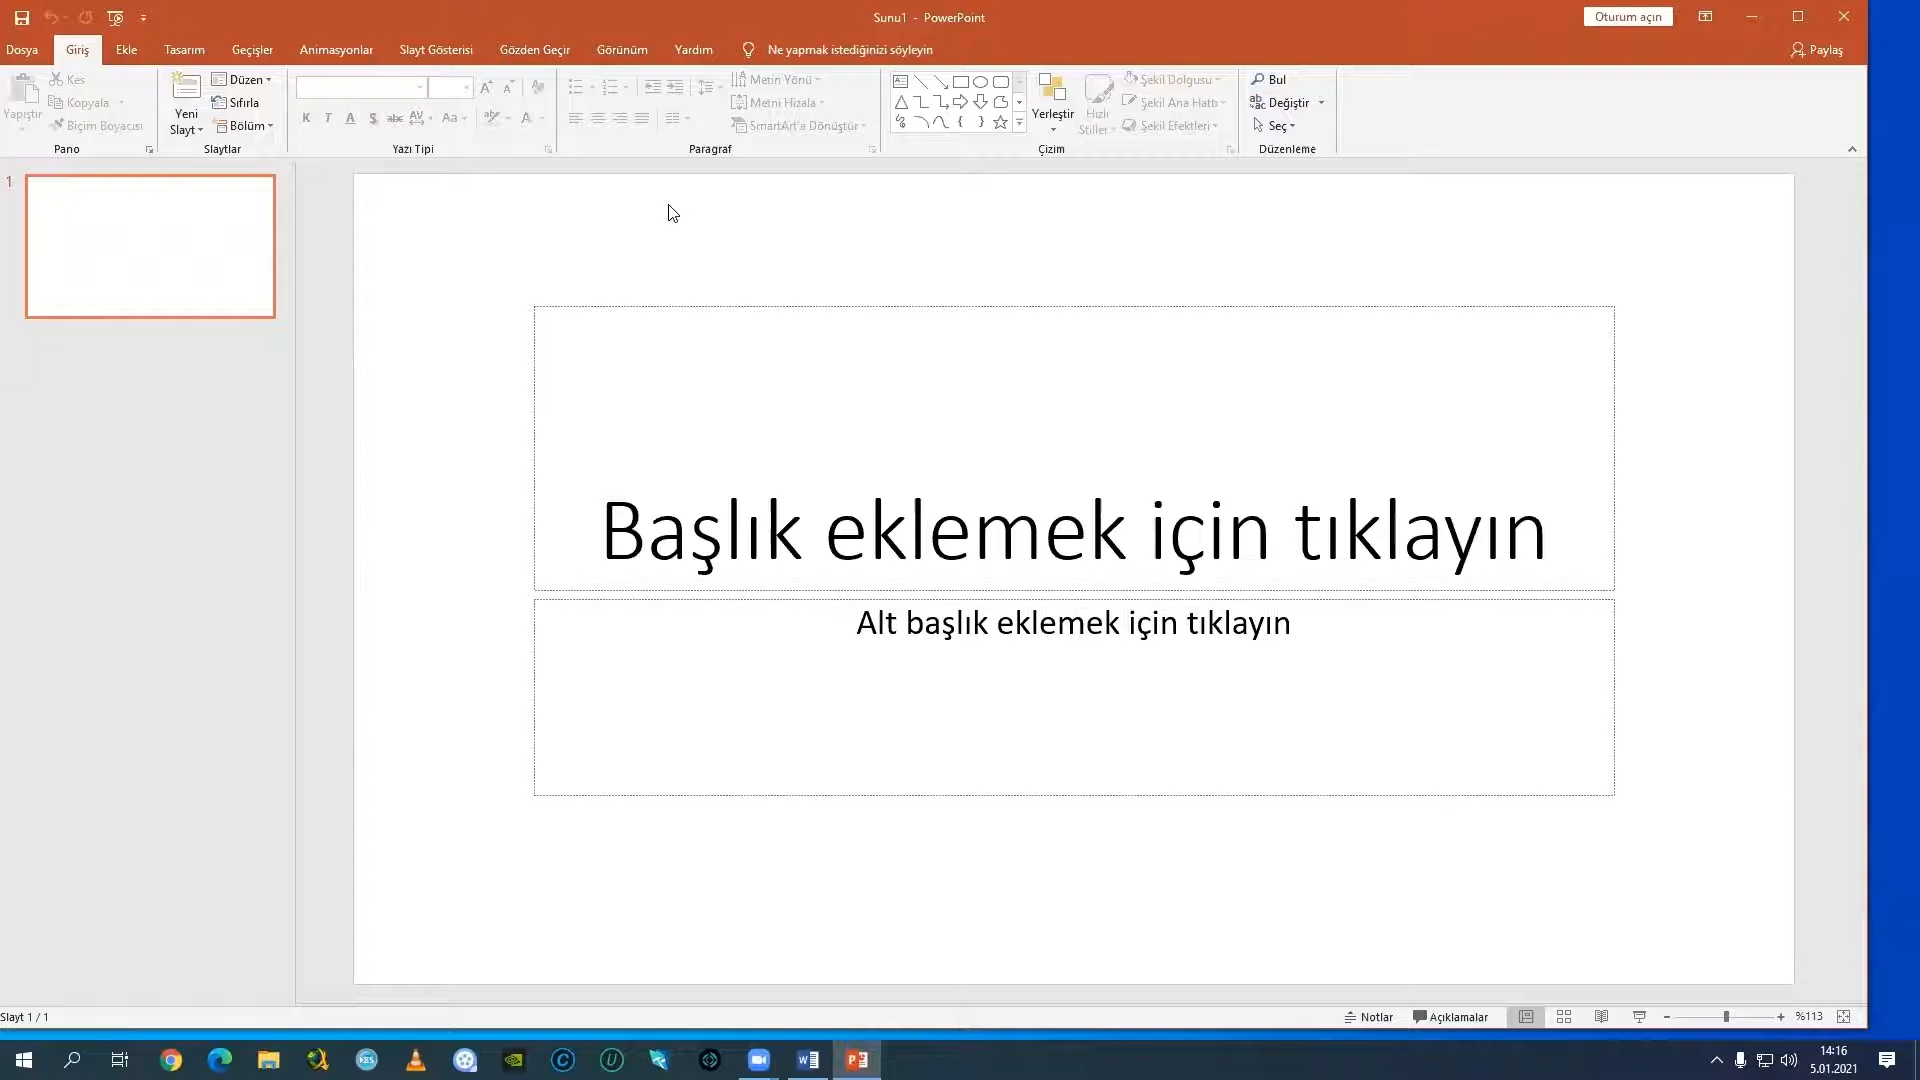 Sunu1 - PowerPoint
Oturum açın
Dosya Giriş Ekle Tasarım Geçişler Animasyonlar Slayt Gösterisi Gözden Geçir Görünüm Yardım Ne yapmak istediğinizi söyleyin Paylaş
Yapıştır
Kes
Kopyala
Biçim Boyacısı
Pano
Yeni
Slayt
Düzen
Sıfırla
Bölüm
Slaytlar
K T A S abc AV Aa A
Yazı Tipi
Metin Yönü
Metni Hizala
SmartArt'a Dönüştür
Paragraf
Yerleştir
Hızlı
Stiller
Şekil Dolgusu
Şekil Ana Hattı
Şekil Efektleri
Çizim
Bul
Değiştir
Seç
Düzenleme
1
Başlık eklemek için tıklayın
Alt başlık eklemek için tıklayın
Slayt 1 / 1
Notlar
Açıklamalar
%113
14:16
5.01.2021